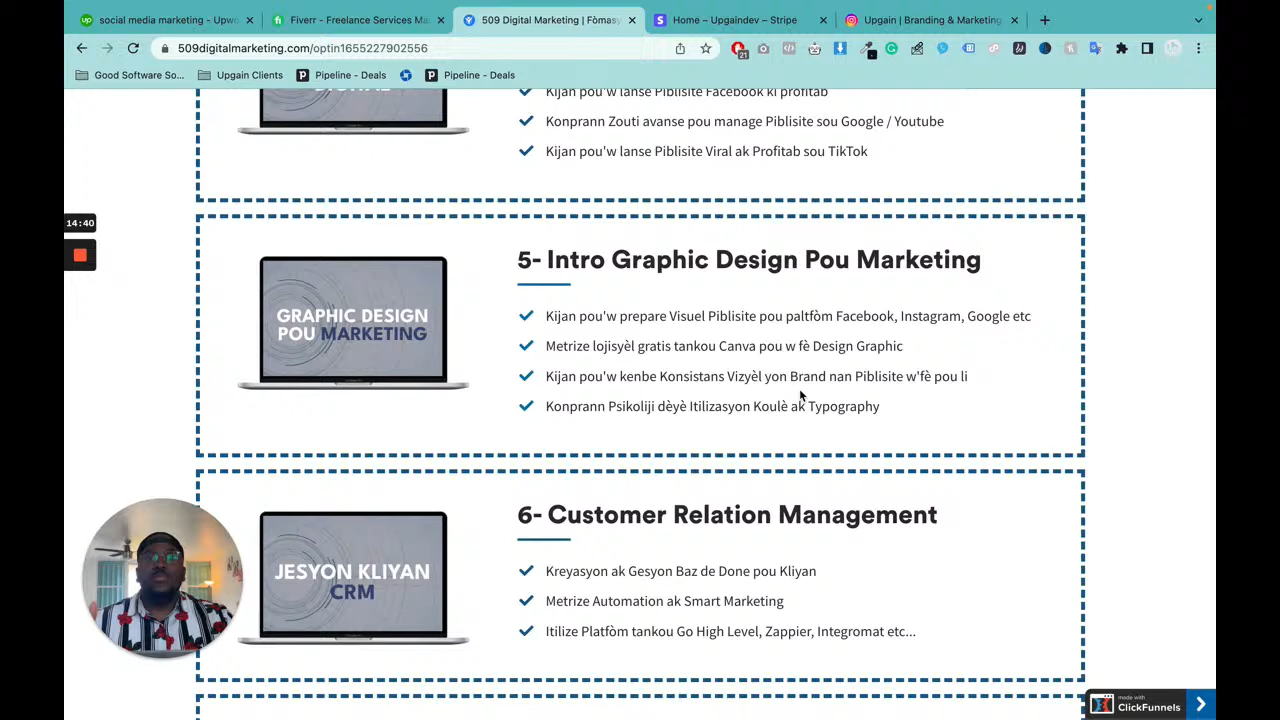 social media marketing - Upwo
Fiverr - Freelance Services Ma
509 Digital Marketing | Fòmasy
Home – Upgaindev – Stripe
Upgain | Branding & Marketing
509digitalmarketing.com/optin1655227902556
21
Good Software So...
Upgain Clients
Pipeline - Deals
Pipeline - Deals
DIGITAL
Kijan pou'w lanse Piblisite Facebook ki profitab
Konprann Zouti avanse pou manage Piblisite sou Google / Youtube
Kijan pou'w lanse Piblisite Viral ak Profitab sou TikTok
14:40
5- Intro Graphic Design Pou Marketing
GRAPHIC DESIGN
POU MARKETING
Kijan pou'w prepare Visuel Piblisite pou paltfòm Facebook, Instagram, Google etc
Metrize lojisyèl gratis tankou Canva pou w fè Design Graphic
Kijan pou'w kenbe Konsistans Vizyèl yon Brand nan Piblisite w'fè pou li
Konprann Psikoliji dèyè Itilizasyon Koulè ak Typography
6- Customer Relation Management
JESYON KLIYAN
CRM
Kreyasyon ak Gesyon Baz de Done pou Kliyan
Metrize Automation ak Smart Marketing
Itilize Platfòm tankou Go High Level, Zappier, Integromat etc...
made with
ClickFunnels